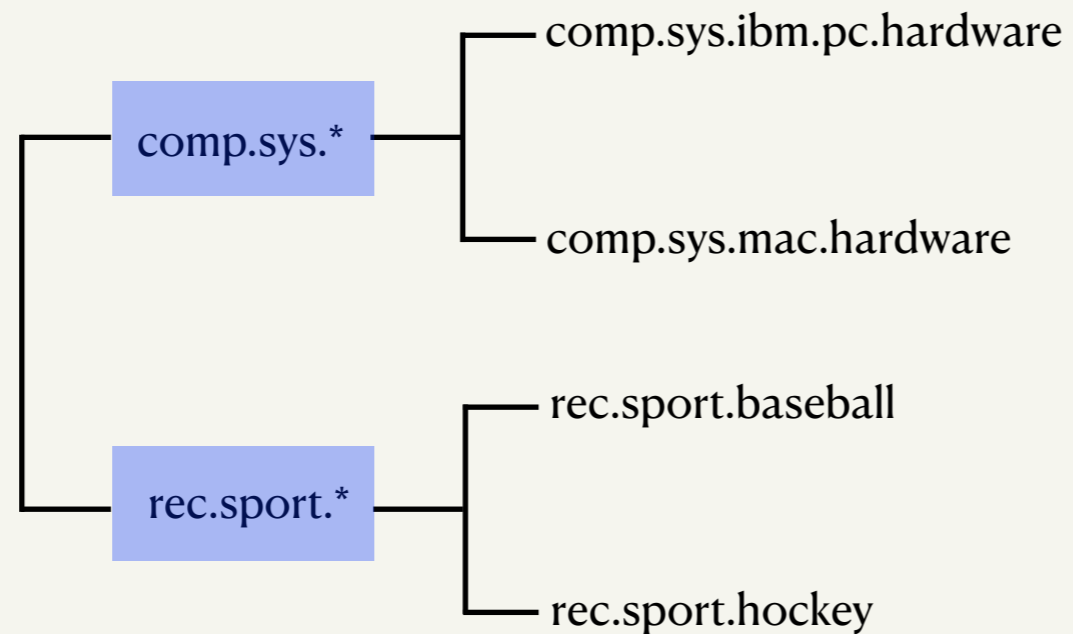 comp.sys.ibm.pc.hardware
comp.sys.*
comp.sys.mac.hardware
rec.sport.baseball
rec.sport.*
rec.sport.hockey